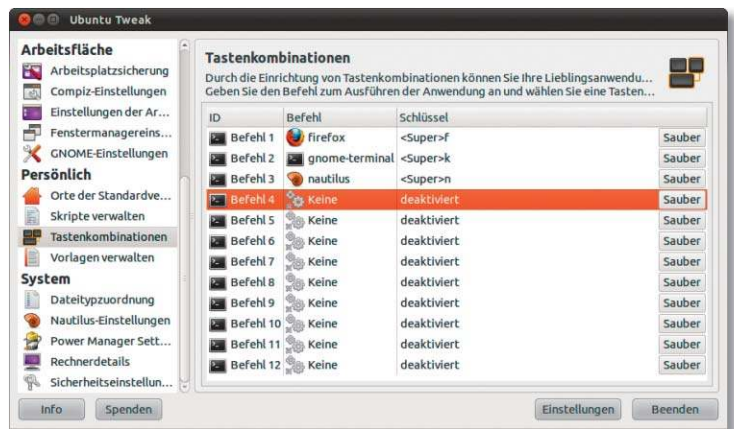 Ubuntu Tweak
Arbeitsfläche
Arbeitsplatzsicherung
Compiz-Einstellungen
Einstellungen der Ar...
Fenstermanagereins...
GNOME-Einstellungen
Persönlich
Orte der Standardve...
Skripte verwalten
Tastenkombinationen
Vorlagen verwalten
System
Dateitypzuordnung
Nautilus-Einstellungen
Power Manager Sett...
Rechnerdetails
Sicherheitseinstellun...
Tastenkombinationen
Durch die Einrichtung von Tastenkombinationen können Sie Ihre Lieblingsanwendu...
Geben Sie den Befehl zum Ausführen der Anwendung an und wählen Sie eine Tasten...
ID Befehl Schlüssel
Befehl 1 firefox <Super>f Sauber
Befehl 2 gnome-terminal <Super>k Sauber
Befehl 3 nautilus <Super>n Sauber
Befehl 4 Keine deaktiviert Sauber
Befehl 5 Keine deaktiviert Sauber
Befehl 6 Keine deaktiviert Sauber
Befehl 7 Keine deaktiviert Sauber
Befehl 8 Keine deaktiviert Sauber
Befehl 9 Keine deaktiviert Sauber
Befehl 10 Keine deaktiviert Sauber
Befehl 11 Keine deaktiviert Sauber
Befehl 12 Keine deaktiviert Sauber
Info Spenden Einstellungen Beenden